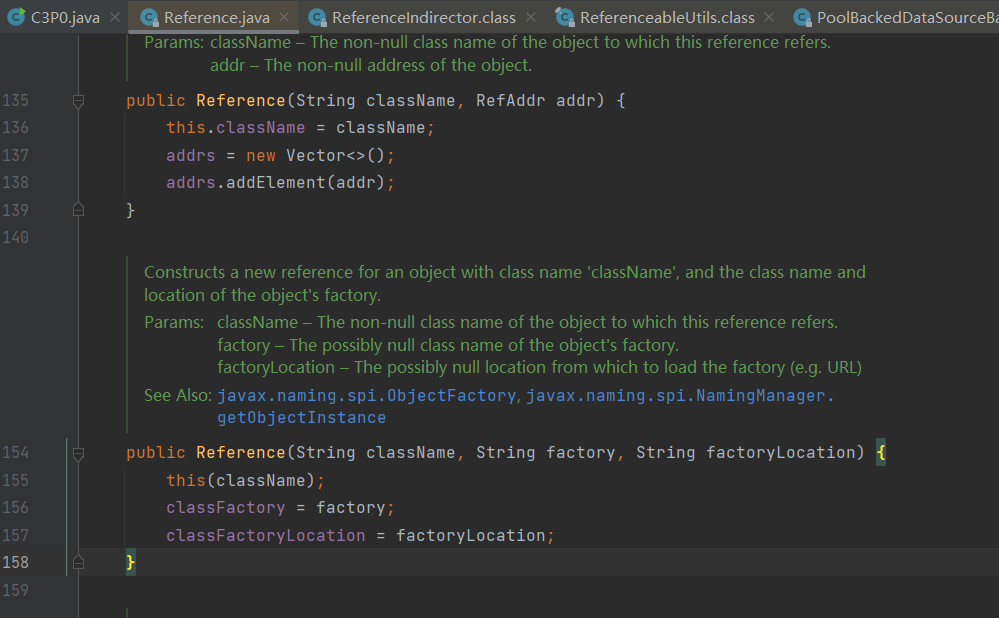 C3P0.java Reference.java ReferenceIndirector.class ReferenceableUtils.class PoolBackedDataSourceBa
Params: className – The non-null class name of the object to which this reference refers.
addr – The non-null address of the object.
135 public Reference(String className, RefAddr addr) {
136 this.className = className;
137 addrs = new Vector<>();
138 addrs.addElement(addr);
139 }
140
Constructs a new reference for an object with class name 'className', and the class name and
location of the object's factory.
Params: className – The non-null class name of the object to which this reference refers.
factory – The possibly null class name of the object's factory.
factoryLocation – The possibly null location from which to load the factory (e.g. URL)
See Also: javax.naming.spi.ObjectFactory, javax.naming.spi.NamingManager.
getObjectInstance
154 public Reference(String className, String factory, String factoryLocation) {
155 this(className);
156 classFactory = factory;
157 classFactoryLocation = factoryLocation;
158 }
159